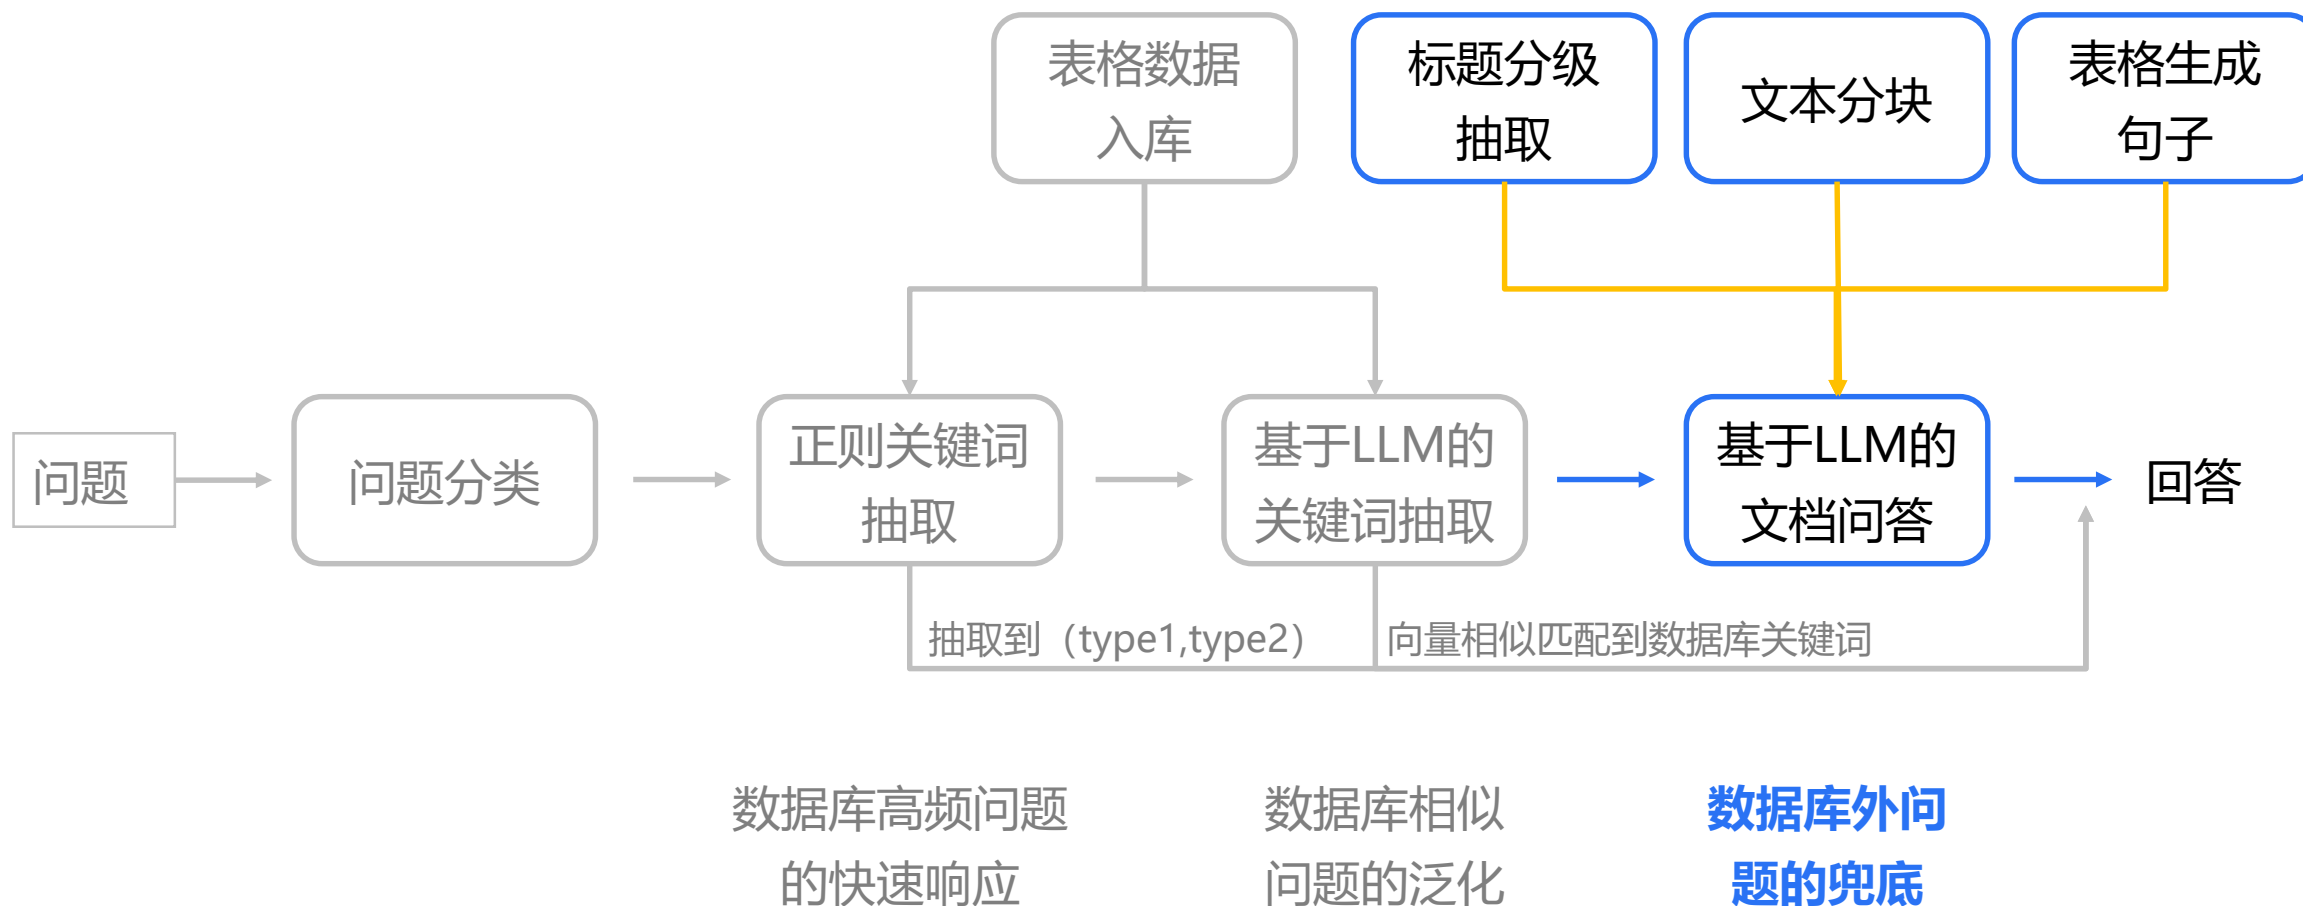 表格数据
入库
标题分级
抽取
文本分块
表格生成
句子
问题
问题分类
正则关键词
抽取
基于LLM的
关键词抽取
基于LLM的
文档问答
回答
抽取到（type1,type2）
向量相似匹配到数据库关键词
数据库高频问题
的快速响应
数据库相似
问题的泛化
数据库外问
题的兜底